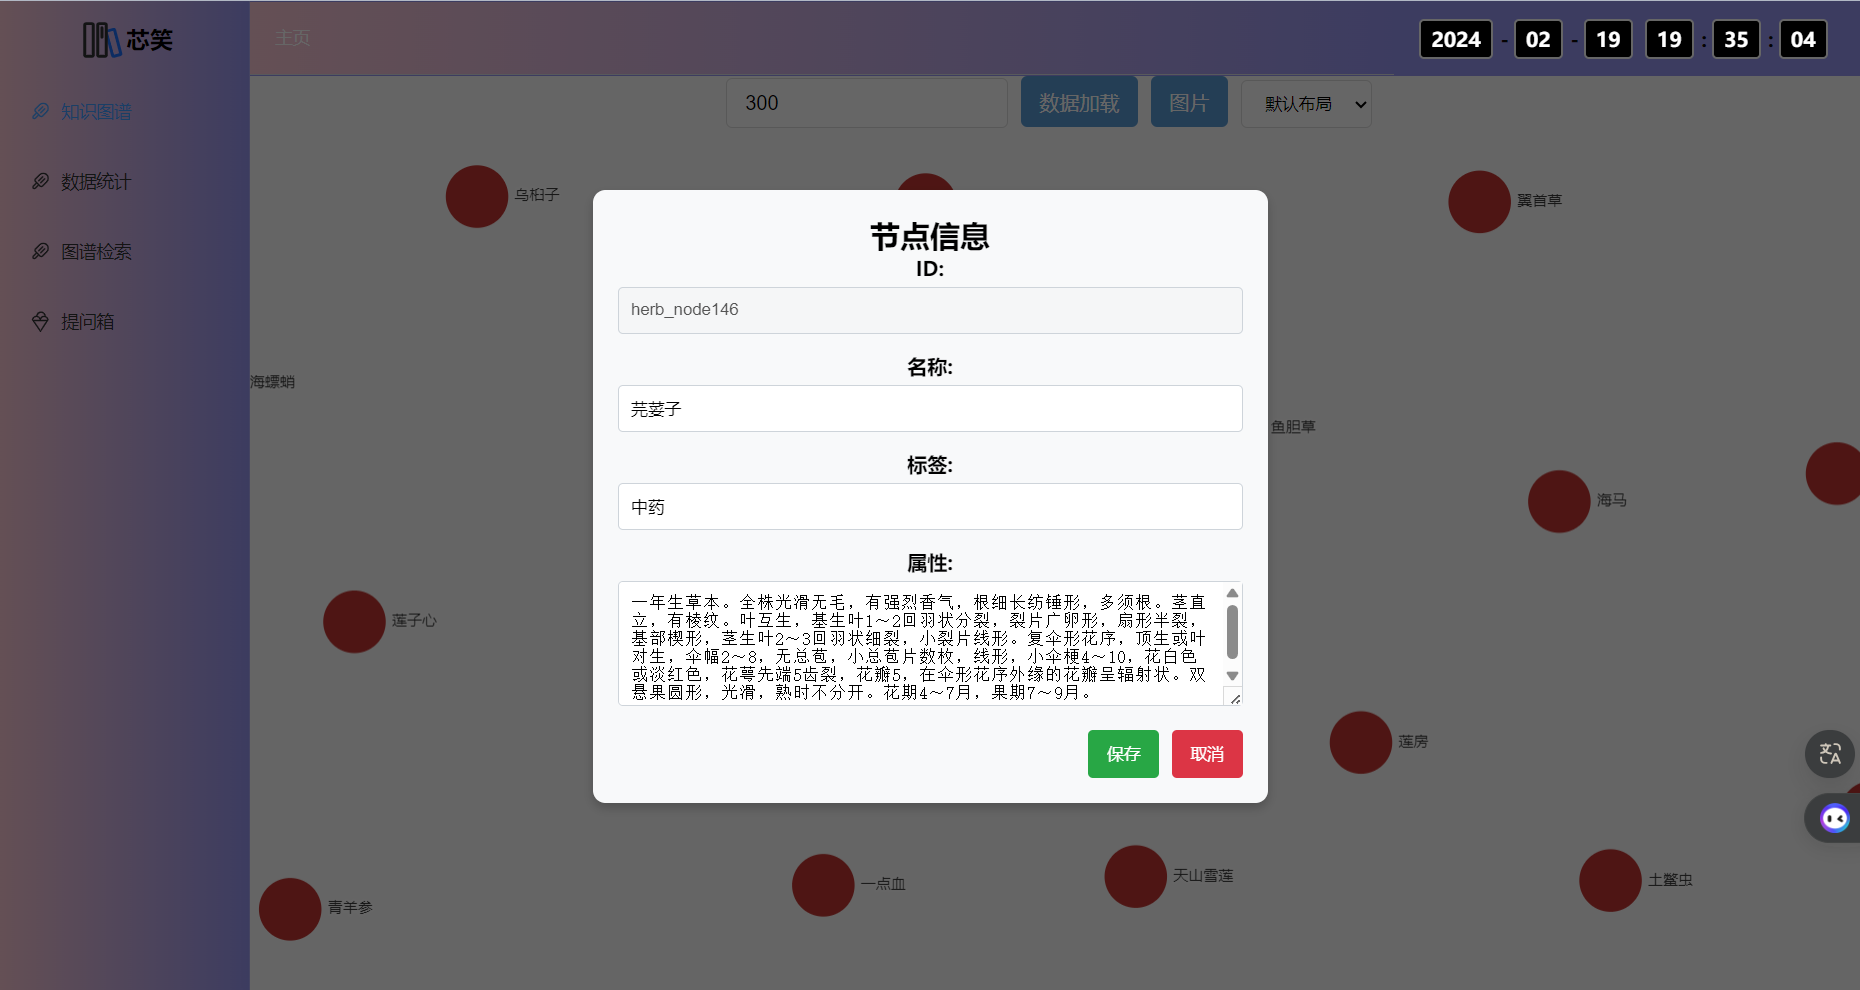 芯笑
主页
2024 - 02 - 19 19 : 35 : 04
知识图谱
数据统计
图谱检索
提问箱
300
数据加载
图片
默认布局
乌桕子
翼首草
海螵蛸
鱼胆草
海马
莲子心
莲房
青羊参
一点血
天山雪莲
土鳖虫
节点信息
ID:
herb_node146
名称:
芫荽子
标签:
中药
属性:
一年生草本。全株光滑无毛，有强烈香气，根细长纺锤形，多须根。茎直
立，有棱纹。叶互生，基生叶1～2回羽状分裂，裂片广卵形，扇形半裂，
基部楔形，茎生叶2～3回羽状细裂，小裂片线形。复伞形花序，顶生或叶
对生，伞幅2～8，无总苞，小总苞片数枚，线形，小伞梗4～10，花白色
或淡红色，花萼先端5齿裂，花瓣5，在伞形花序外缘的花瓣呈辐射状。双
悬果圆形，光滑，熟时不分开。花期4～7月，果期7～9月。
保存
取消